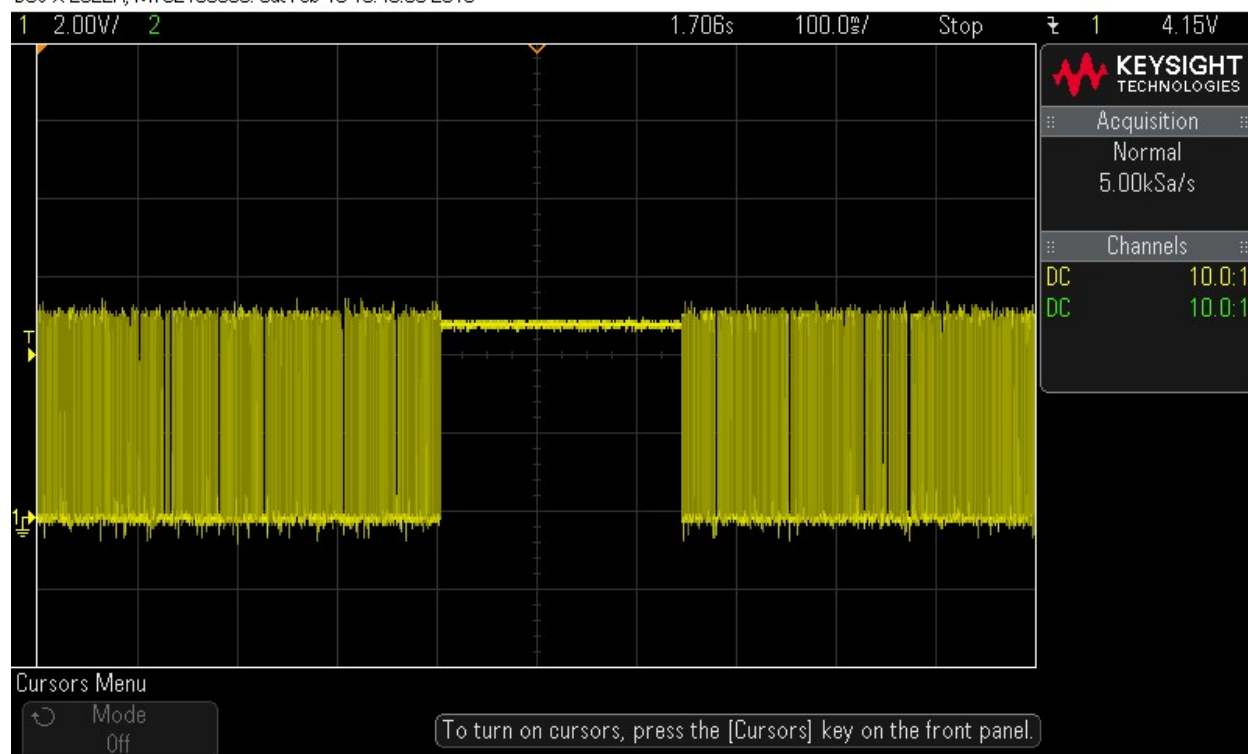 1 2.00V/ 2 1.706s 100.0ms/ Stop 1 4.15V
KEYSIGHT
TECHNOLOGIES
Acquisition
Normal
5.00kSa/s
Channels
DC 10.0:1
DC 10.0:1
T
1
Cursors Menu
Mode
Off
To turn on cursors, press the [Cursors] key on the front panel.